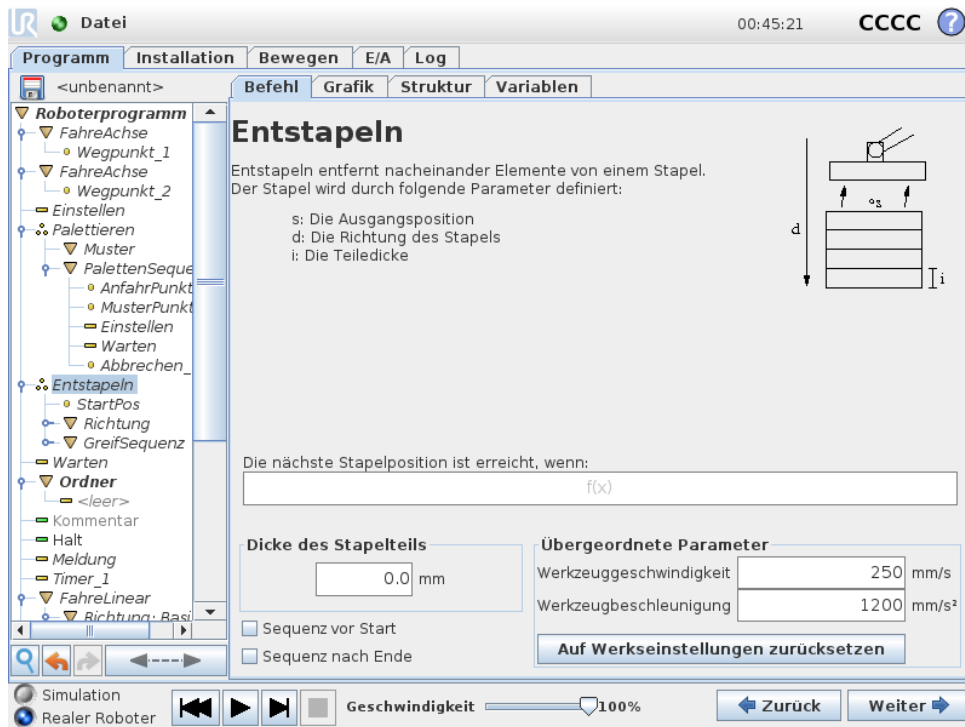 UR Datei 00:45:21 CCCC ?
Programm Installation Bewegen E/A Log
<unbenannt>
Befehl Grafik Struktur Variablen
Roboterprogramm
FahreAchse
Wegpunkt_1
FahreAchse
Wegpunkt_2
Einstellen
Palettieren
Muster
PalettenSeque
AnfahrPunkt
MusterPunkt
Einstellen
Warten
Abbrechen_
Entstapeln
StartPos
Richtung
GreifSequenz
Warten
Ordner
<leer>
Kommentar
Halt
Meldung
Timer_1
FahreLinear
Richtung: Basi
Entstapeln
Entstapeln entfernt nacheinander Elemente von einem Stapel.
Der Stapel wird durch folgende Parameter definiert:
s: Die Ausgangsposition
d: Die Richtung des Stapels
i: Die Teiledicke
s
d
i
Die nächste Stapelposition ist erreicht, wenn:
f(x)
Dicke des Stapelteils
0.0 mm
Sequenz vor Start
Sequenz nach Ende
Übergeordnete Parameter
Werkzeuggeschwindigkeit 250 mm/s
Werkzeugbeschleunigung 1200 mm/s²
Auf Werkseinstellungen zurücksetzen
Simulation
Realer Roboter
Geschwindigkeit 100%
Zurück Weiter